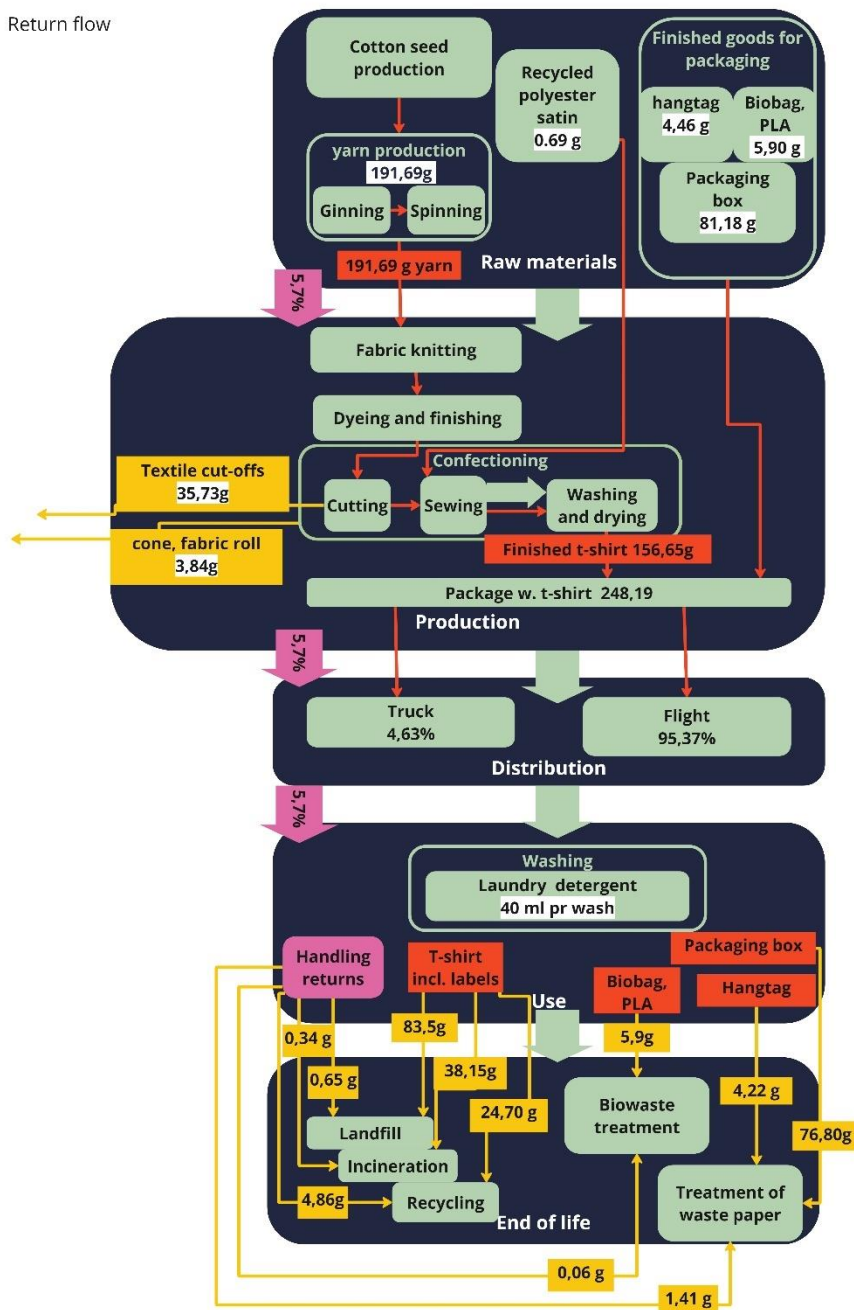 Return flow
Cotton seed
production
Recycled
polyester
satin
0.69 g
Finished goods for
packaging
hangtag
4,46 g
Biobag,
PLA
5,90 g
Packaging
box
81,18 g
yarn production
191,69g
Ginning
Spinning
191,69 g yarn
Raw materials
5,7%
Fabric knitting
Dyeing and finishing
Confectioning
Textile cut-offs
35,73g
Cutting
Sewing
Washing
and drying
cone, fabric roll
3,84g
Finished t-shirt 156,65g
Package w. t-shirt 248,19
Production
5,7%
Truck
4,63%
Flight
95,37%
Distribution
5,7%
Washing
Laundry detergent
40 ml pr wash
Handling
returns
T-shirt
incl. labels
Packaging box
Biobag,
PLA
Hangtag
Use
0,34 g
83,5g
5,9g
0,65 g
38,15g
4,22 g
24,70 g
Biowaste
treatment
76,80g
Landfill
Incineration
4,86g
Recycling
Treatment of
waste paper
End of life
0,06 g
1,41 g